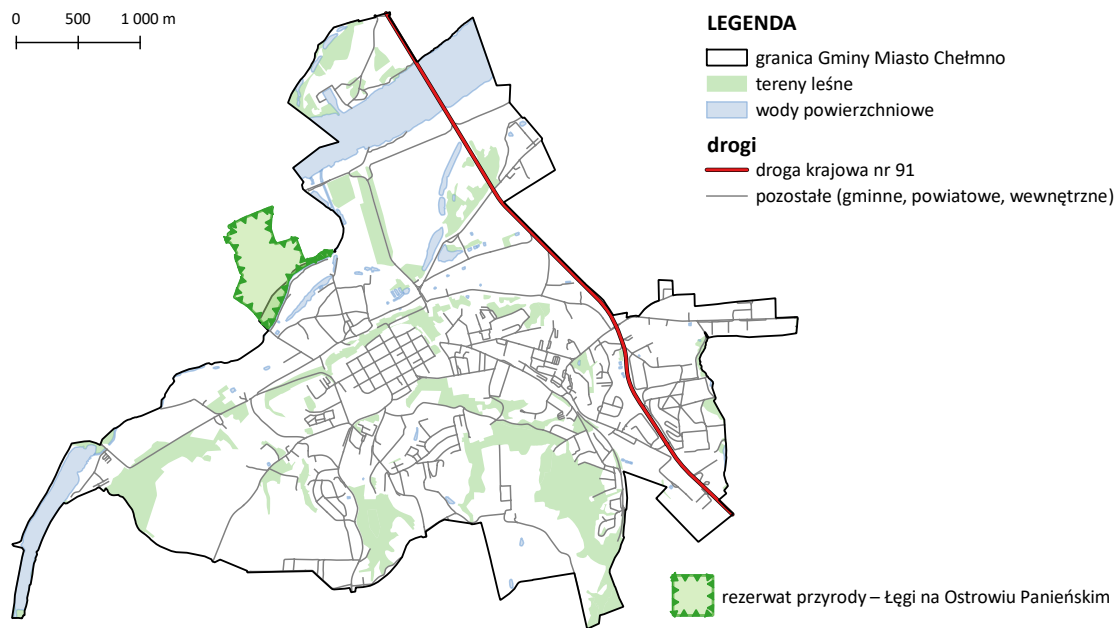 0 500 1 000 m
LEGENDA
granica Gminy Miasto Chełmno
tereny leśne
wody powierzchniowe
drogi
droga krajowa nr 91
pozostałe (gminne, powiatowe, wewnętrzne)
rezerwat przyrody – Łęgi na Ostrowiu Panieńskim